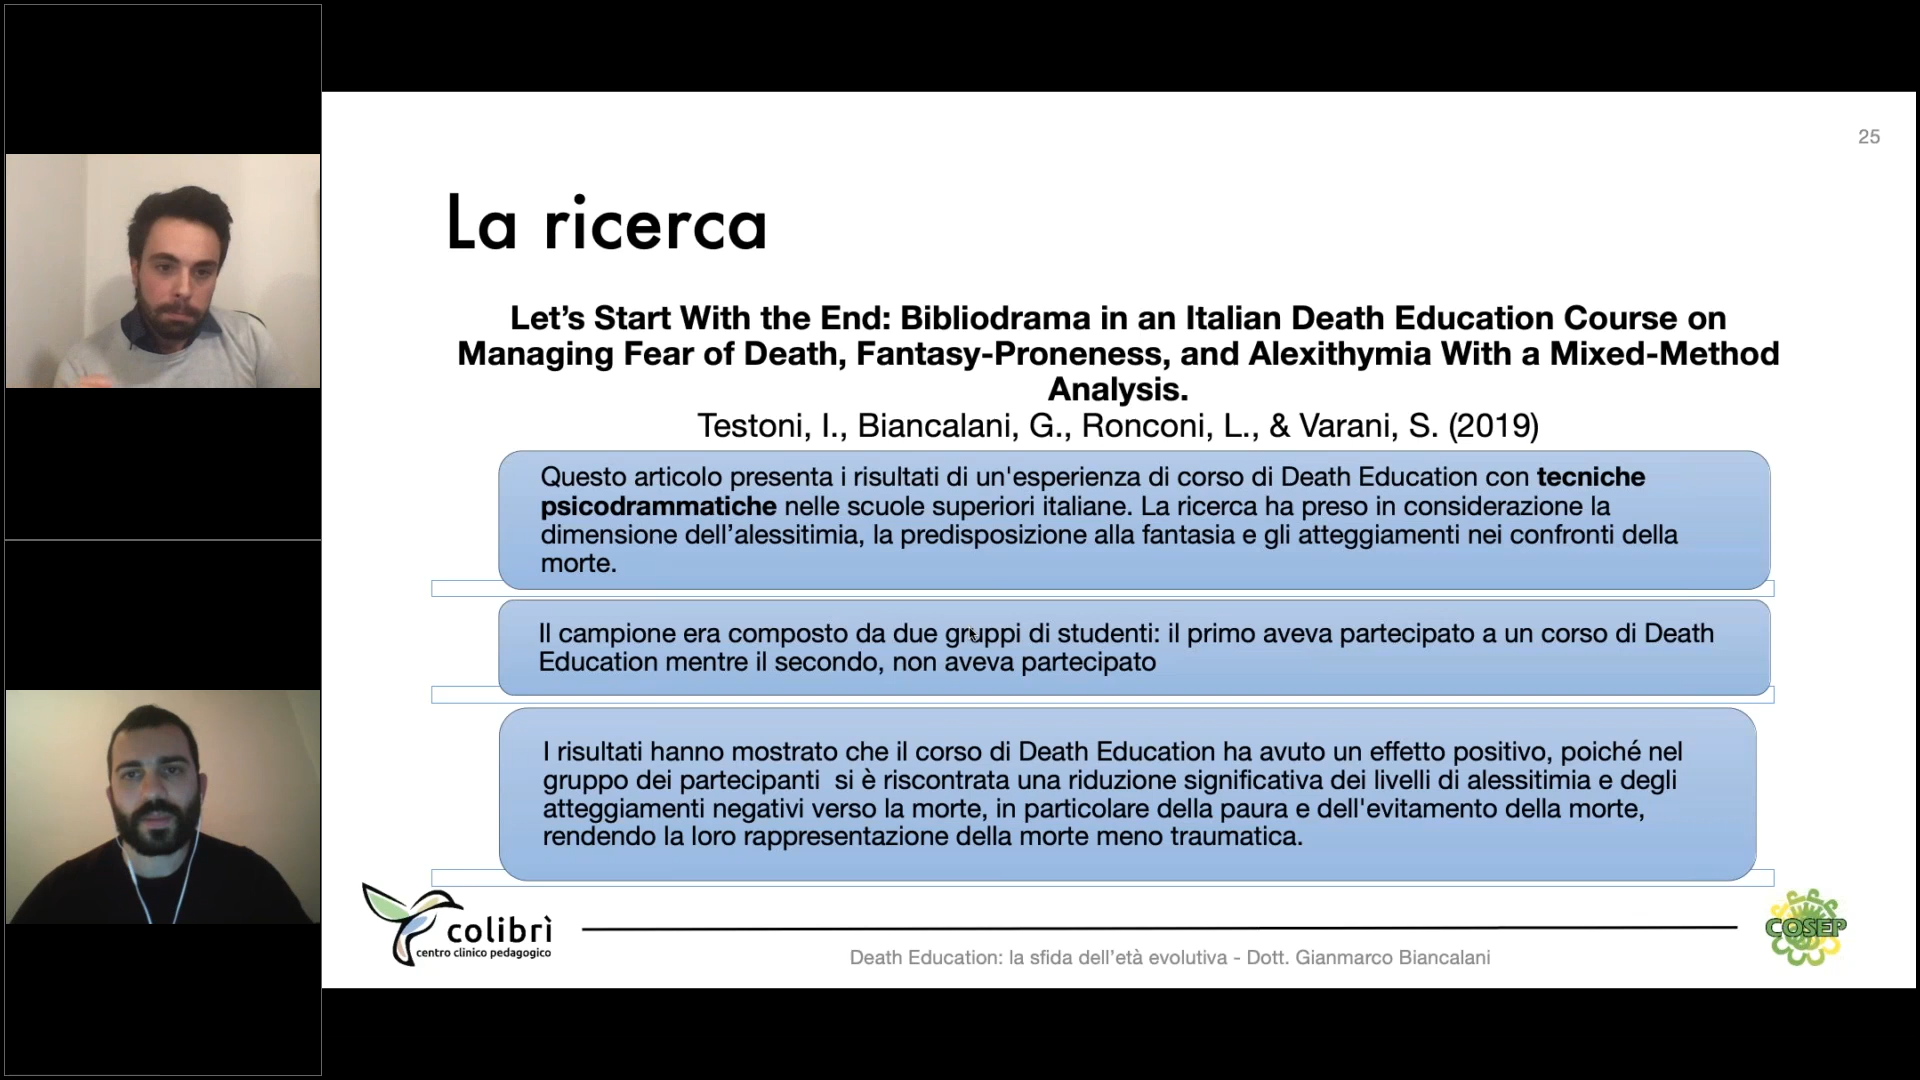 25
La ricerca
Let’s Start With the End: Bibliodrama in an Italian Death Education Course on
Managing Fear of Death, Fantasy-Proneness, and Alexithymia With a Mixed-Method
Analysis.
Testoni, I., Biancalani, G., Ronconi, L., & Varani, S. (2019)
Questo articolo presenta i risultati di un'esperienza di corso di Death Education con tecniche
psicodrammatiche nelle scuole superiori italiane. La ricerca ha preso in considerazione la
dimensione dell’alessitimia, la predisposizione alla fantasia e gli atteggiamenti nei confronti della
morte.
Il campione era composto da due gruppi di studenti: il primo aveva partecipato a un corso di Death
Education mentre il secondo, non aveva partecipato
I risultati hanno mostrato che il corso di Death Education ha avuto un effetto positivo, poiché nel
gruppo dei partecipanti  si è riscontrata una riduzione significativa dei livelli di alessitimia e degli
atteggiamenti negativi verso la morte, in particolare della paura e dell'evitamento della morte,
rendendo la loro rappresentazione della morte meno traumatica.
colibrì
centro clinico pedagogico
Death Education: la sfida dell’età evolutiva - Dott. Gianmarco Biancalani
COSEP